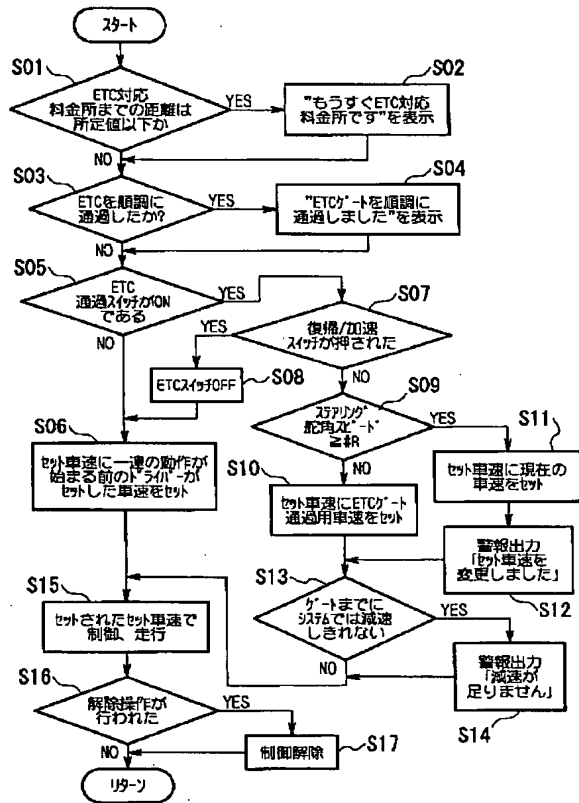 スタート
S01
ETC対応
料金所までの距離は
所定値以下か
YES
NO
S02
"もうすぐETC対応
料金所です"を表示
S03
ETCを順調に
通過したか?
YES
NO
S04
"ETCゲートを順調に
通過しました"を表示
S05
ETC
通過スイッチがON
である
YES
NO
S07
復帰/加速
スイッチが押された
YES
NO
S08
ETCスイッチOFF
S09
ステアリング
舵角スピード
≧#R
YES
NO
S11
セット車速に現在の
車速をセット
S06
セット車速に一連の動作が
始まる前のドライバーが
セットした車速をセット
S10
セット車速にETCゲート
通過用車速をセット
警報出力
「セット車速を
変更しました」
S12
S13
ゲートまでに
システムでは減速
しきれない
YES
NO
警報出力
「減速が
足りません」
S14
S15
セットされたセット車速で
制御、走行
S16
解除操作が
行われた
YES
NO
制御解除
S17
リターン